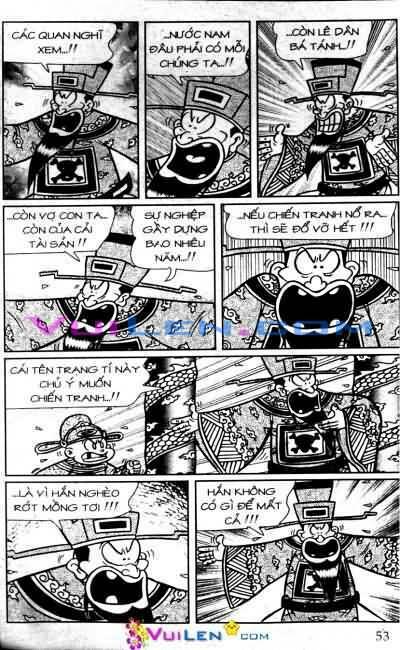 CÁC QUAN NGHĨ
XEM...!!
...NƯỚC NAM
ĐÂU PHẢI CÓ MỖI
CHÚNG TA...!!
...CÒN LÊ DÂN
BÁ TÁNH..!!
...CÒN VỢ CON TA..
CÒN CỦA CẢI
TÀI SẢN !!
SỰ NGHIỆP
GẦY DỰNG
BAO NHIÊU
NĂM...!!
...NẾU CHIẾN TRANH NỔ RA...
THÌ SẼ ĐỔ VỠ HẾT !!!
VUILEN.COM
CÁI TÊN TRẠNG TÍ NÀY
CHỦ Ý MUỐN
CHIẾN TRANH...!!
...LÀ VÌ HẮN NGHÈO
RỚT MỒNG TƠI !!!
HẮN KHÔNG
CÓ GÌ ĐỂ MẤT
CẢ !!
53
VUILEN.COM